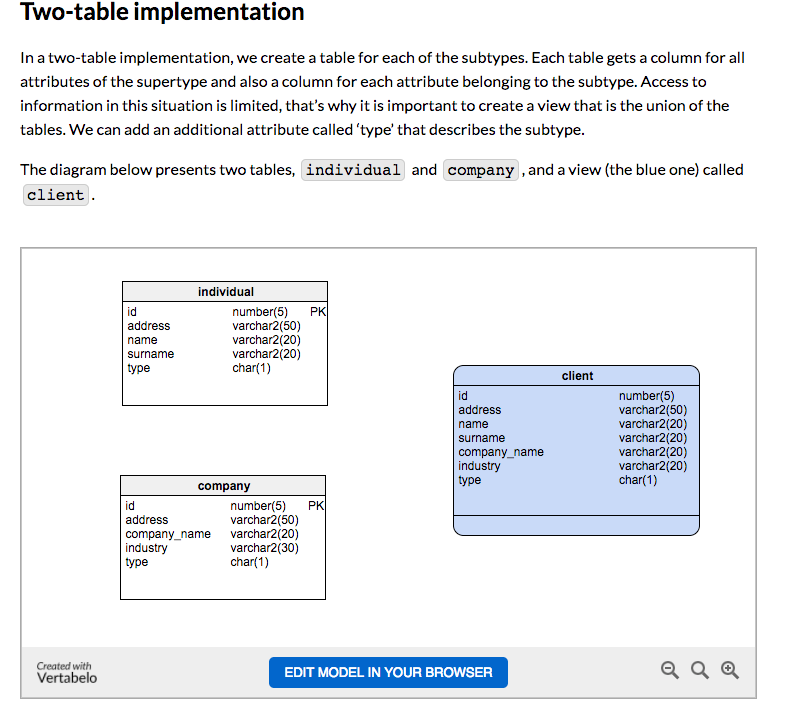 Two-table implementation
In a two-table implementation, we create a table for each of the subtypes. Each table gets a column for all
attributes of the supertype and also a column for each attribute belonging to the subtype. Access to
information in this situation is limited, that's why it is important to create a view that is the union of the
tables. We can add an additional attribute called 'type' that describes the subtype.
The diagram below presents two tables, individual and company , and a view (the blue one) called
client .
individual
id number(5) PK
address varchar2(50)
name varchar2(20)
surname varchar2(20)
type char(1)
client
id number(5)
address varchar2(50)
name varchar2(20)
surname varchar2(20)
company_name varchar2(20)
industry varchar2(20)
type char(1)
company
id number(5) PK
address varchar2(50)
company_name varchar2(20)
industry varchar2(30)
type char(1)
Created with
Vertabelo
EDIT MODEL IN YOUR BROWSER